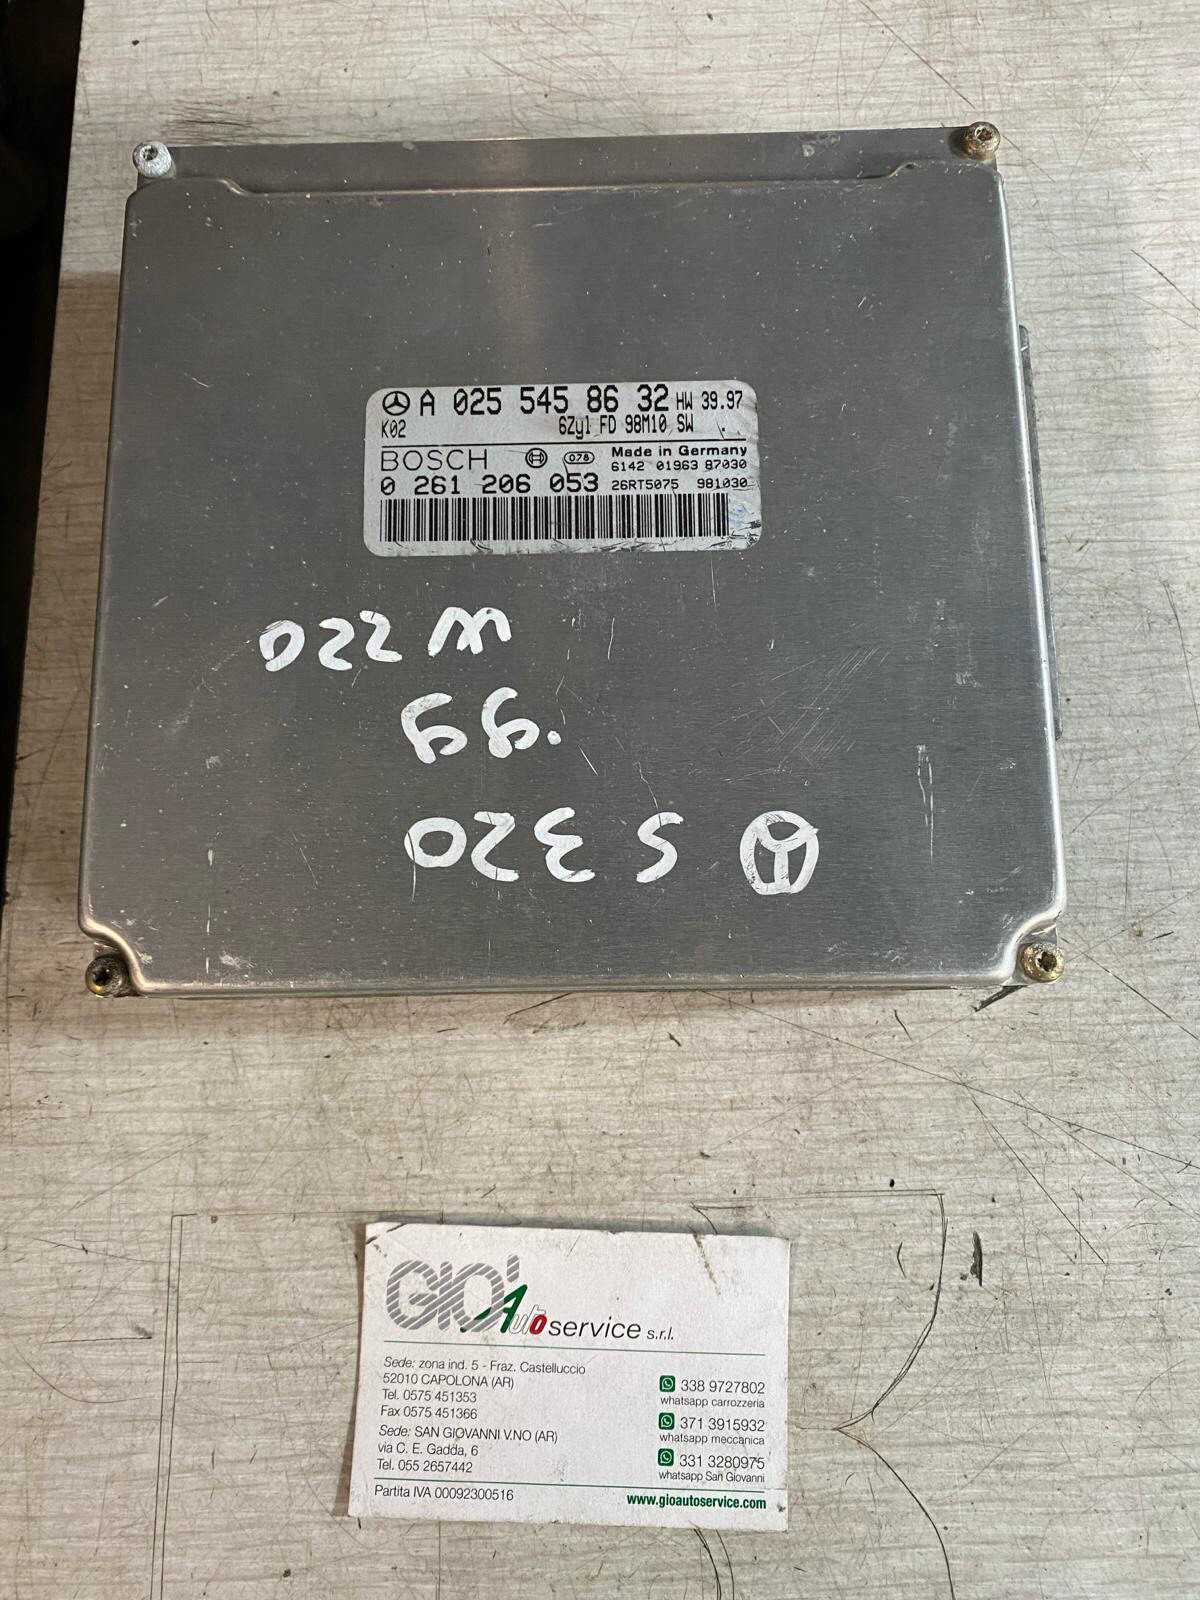 A 025 545 86 32 HW 39.97
K02 6Zyl FD 98M10 SW
BOSCH 078 Made in Germany
6142 01963 87030
0 261 206 053 26RT5075 981030
S 320
'99
W 220
GIO' Autoservice s.r.l.
Sede: zona ind. 5 - Fraz. Castelluccio
52010 CAPOLONA (AR)
Tel. 0575 451353
Fax 0575 451366
Sede: SAN GIOVANNI V.NO (AR)
via C. E. Gadda, 6
Tel. 055 2657442
Partita IVA 00092300516
338 9727802
whatsapp carrozzeria
371 3915932
whatsapp meccanica
331 3280975
whatsapp San Giovanni
www.gioautoservice.com